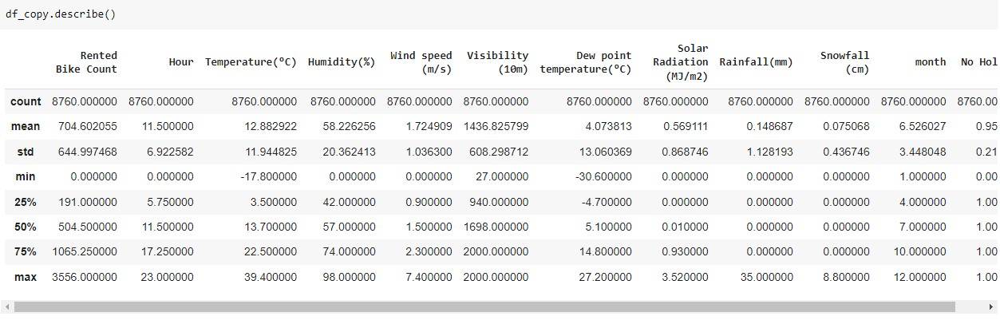 df_copy.describe()
Rented Bike Count Hour Temperature(°C) Humidity(%) Wind speed (m/s) Visibility (10m) Dew point temperature(°C) Solar Radiation (MJ/m2) Rainfall(mm) Snowfall (cm) month No Hol
count 8760.000000 8760.000000 8760.000000 8760.000000 8760.000000 8760.000000 8760.000000 8760.000000 8760.000000 8760.000000 8760.000000 8760.00
mean 704.602055 11.500000 12.882922 58.226256 1.724909 1436.825799 4.073813 0.569111 0.148687 0.075068 6.526027 0.95
std 644.997468 6.922582 11.944825 20.362413 1.036300 608.298712 13.060369 0.868746 1.128193 0.436746 3.448048 0.21
min 0.000000 0.000000 -17.800000 0.000000 0.000000 27.000000 -30.600000 0.000000 0.000000 0.000000 1.000000 0.00
25% 191.000000 5.750000 3.500000 42.000000 0.900000 940.000000 -4.700000 0.000000 0.000000 0.000000 4.000000 1.00
50% 504.500000 11.500000 13.700000 57.000000 1.500000 1698.000000 5.100000 0.010000 0.000000 0.000000 7.000000 1.00
75% 1065.250000 17.250000 22.500000 74.000000 2.300000 2000.000000 14.800000 0.930000 0.000000 0.000000 10.000000 1.00
max 3556.000000 23.000000 39.400000 98.000000 7.400000 2000.000000 27.200000 3.520000 35.000000 8.800000 12.000000 1.00